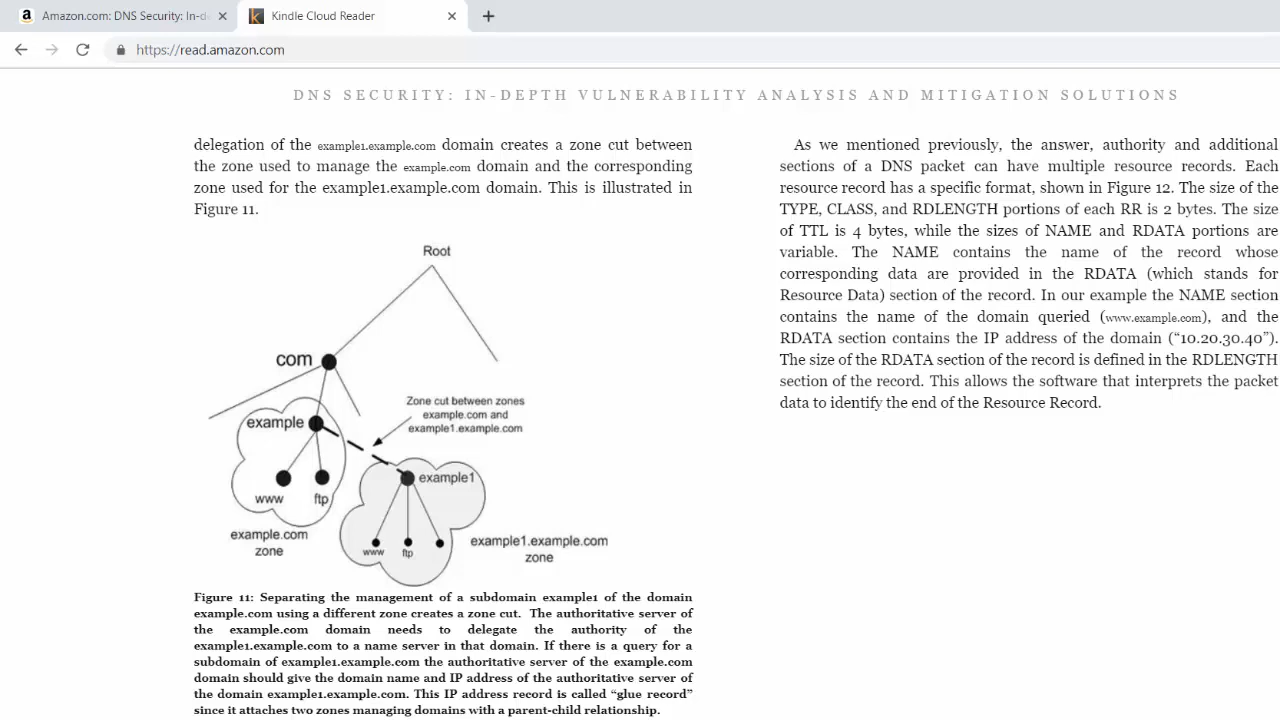 Amazon.com: DNS Security: In-d
Kindle Cloud Reader
https://read.amazon.com
DNS SECURITY: IN-DEPTH VULNERABILITY ANALYSIS AND MITIGATION SOLUTIONS
delegation of the example1.example.com domain creates a zone cut between
the zone used to manage the example.com domain and the corresponding
zone used for the example1.example.com domain. This is illustrated in
Figure 11.
Root
com
Zone cut between zones
example.com and
example1.example.com
example
example1
www
ftp
example.com
zone
www
ftp
example1.example.com
zone
Figure 11: Separating the management of a subdomain example1 of the domain
example.com using a different zone creates a zone cut. The authoritative server of
the example.com domain needs to delegate the authority of the
example1.example.com to a name server in that domain. If there is a query for a
subdomain of example1.example.com the authoritative server of the example.com
domain should give the domain name and IP address of the authoritative server of
the domain example1.example.com. This IP address record is called “glue record”
since it attaches two zones managing domains with a parent-child relationship.
As we mentioned previously, the answer, authority and additional
sections of a DNS packet can have multiple resource records. Each
resource record has a specific format, shown in Figure 12. The size of the
TYPE, CLASS, and RDLENGTH portions of each RR is 2 bytes. The size
of TTL is 4 bytes, while the sizes of NAME and RDATA portions are
variable. The NAME contains the name of the record whose
corresponding data are provided in the RDATA (which stands for
Resource Data) section of the record. In our example the NAME section
contains the name of the domain queried (www.example.com), and the
RDATA section contains the IP address of the domain (“10.20.30.40”).
The size of the RDATA section of the record is defined in the RDLENGTH
section of the record. This allows the software that interprets the packet
data to identify the end of the Resource Record.